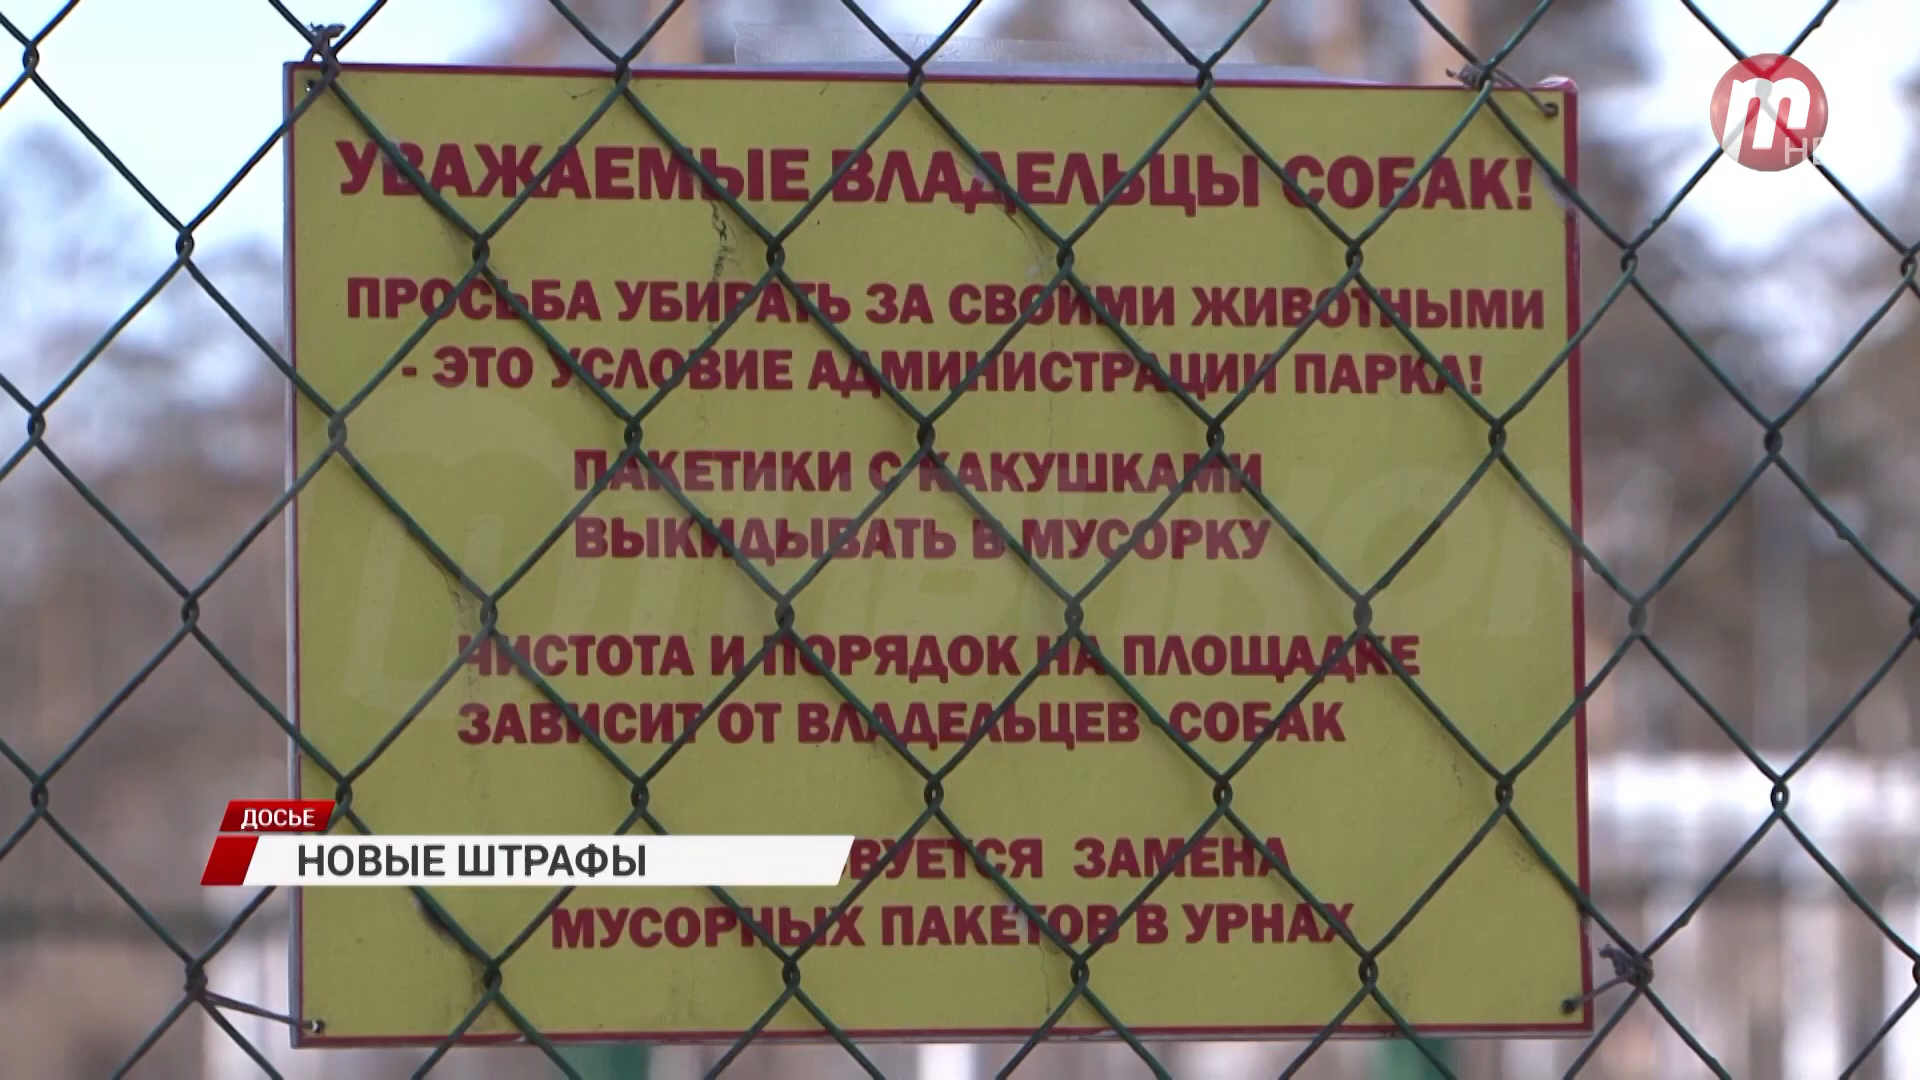 УВАЖАЕМЫЕ ВЛАДЕЛЬЦЫ СОБАК!
ПРОСЬБА УБИРАТЬ ЗА СВОИМИ ЖИВОТНЫМИ
- ЭТО УСЛОВИЕ АДМИНИСТРАЦИИ ПАРКА!
ПАКЕТИКИ С КАКУШКАМИ
ВЫКИДЫВАТЬ В МУСОРКУ
ЧИСТОТА И ПОРЯДОК НА ПЛОЩАДКЕ
ЗАВИСИТ ОТ ВЛАДЕЛЬЦЕВ СОБАК
ЗАМЕНА
МУСОРНЫХ ПАКЕТОВ В УРНАХ
ДОСЬЕ
НОВЫЕ ШТРАФЫ